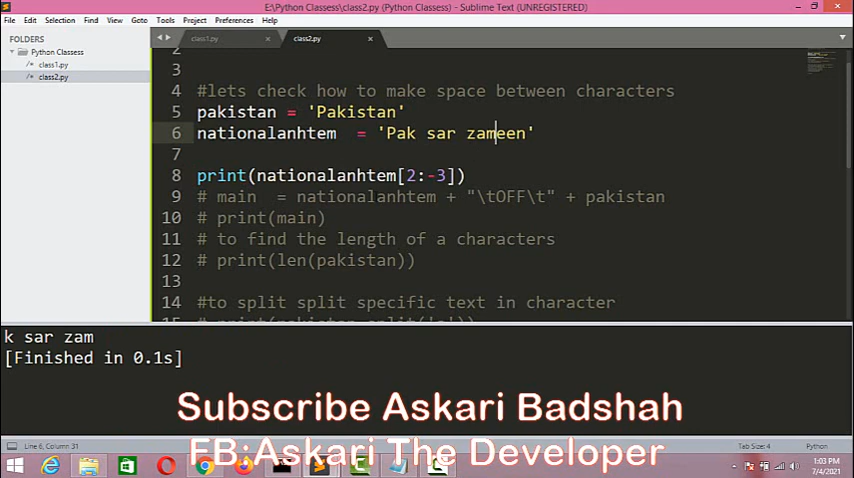 E:\Python Classess\class2.py (Python Classess) - Sublime Text (UNREGISTERED)
File Edit Selection Find View Goto Tools Project Preferences Help
FOLDERS
Python Classess
class1.py
class2.py
class1.py
class2.py
2
3
4 #lets check how to make space between characters
5 pakistan = 'Pakistan'
6 nationalanhtem  = 'Pak sar zameen'
7
8 print(nationalanhtem[2:-3])
9 # main  = nationalanhtem + "\tOFF\t" + pakistan
10 # print(main)
11 # to find the length of a characters
12 # print(len(pakistan))
13
14 #to split split specific text in character
15 # print(pakistan.split('a'))
k sar zam
[Finished in 0.1s]
Subscribe Askari Badshah
FB:Askari The Developer
Line 6, Column 31
Tab Size: 4
Python
1:03 PM
7/4/2021